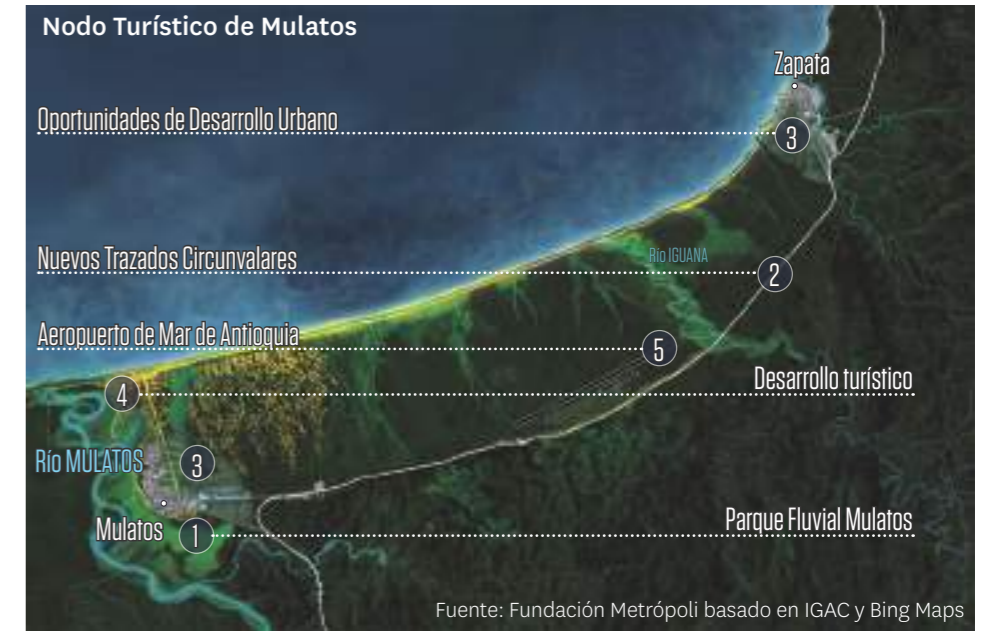 Nodo Turístico de Mulatos
Zapata
Oportunidades de Desarrollo Urbano
3
Nuevos Trazados Circunvalares
Río IGUANA
2
Aeropuerto de Mar de Antioquia
5
Desarrollo turístico
4
Río MULATOS
3
Mulatos
1
Parque Fluvial Mulatos
Fuente: Fundación Metrópoli basado en IGAC y Bing Maps